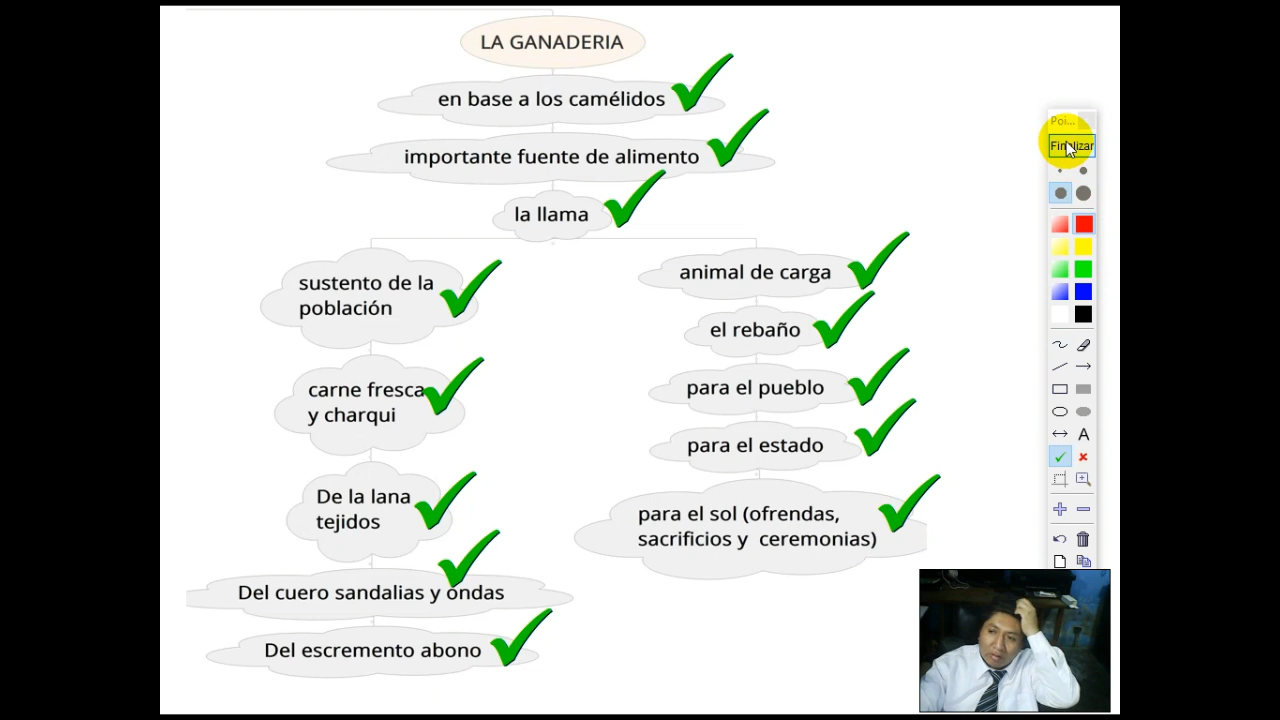 LA GANADERIA
en base a los camélidos
importante fuente de alimento
la llama
sustento de la
población
carne fresca
y charqui
De la lana
tejidos
Del cuero sandalias y ondas
Del escremento abono
animal de carga
el rebaño
para el pueblo
para el estado
para el sol (ofrendas,
sacrificios y ceremonias)
Poi...
Finalizar
A